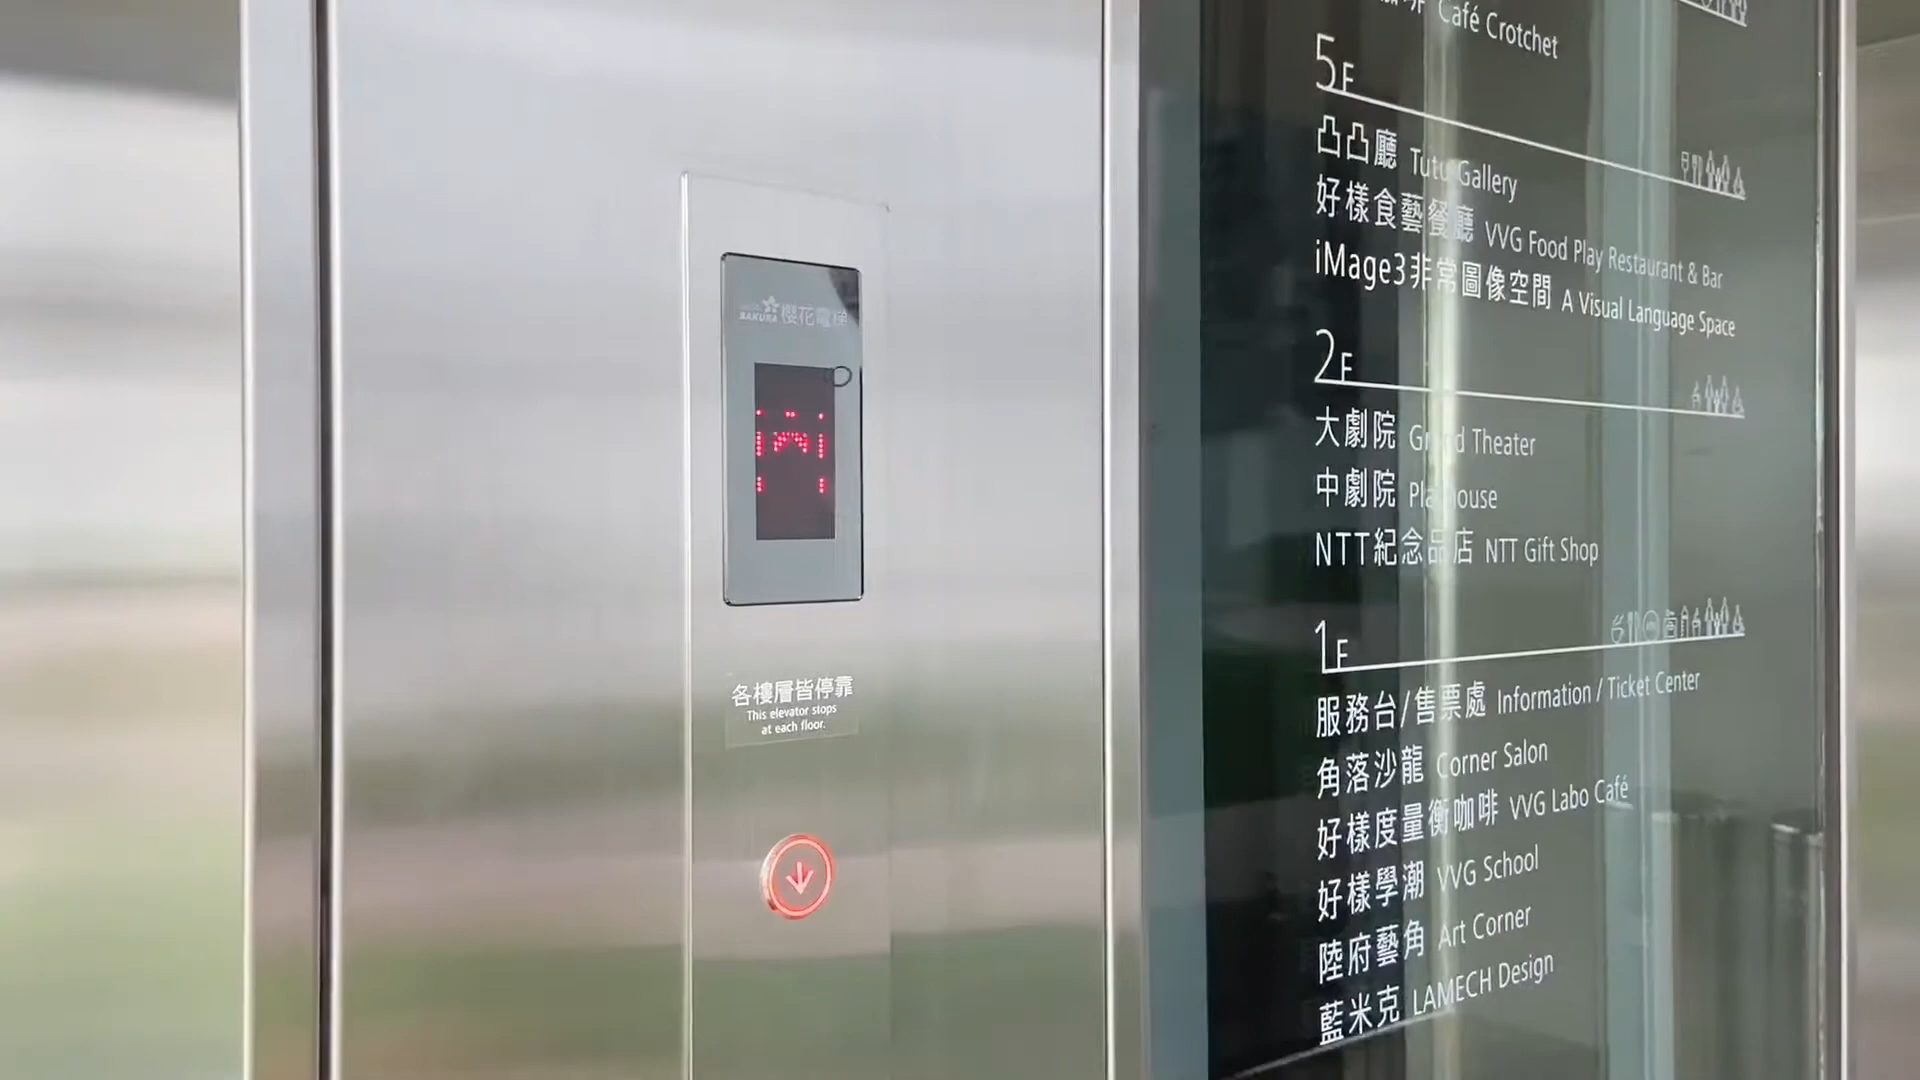 SAKURA 櫻花電梯
各樓層皆停靠
This elevator stops
at each floor.
Café Crotchet
5F
凸凸廳 Tutu Gallery
好樣食藝餐廳 VVG Food Play Restaurant & Bar
iMage3非常圖像空間 A Visual Language Space
2F
大劇院 Grand Theater
中劇院 Playhouse
NTT紀念品店 NTT Gift Shop
1F
服務台/售票處 Information / Ticket Center
角落沙龍 Corner Salon
好樣度量衡咖啡 VVG Labo Café
好樣學潮 VVG School
陸府藝角 Art Corner
藍米克 LAMECH Design